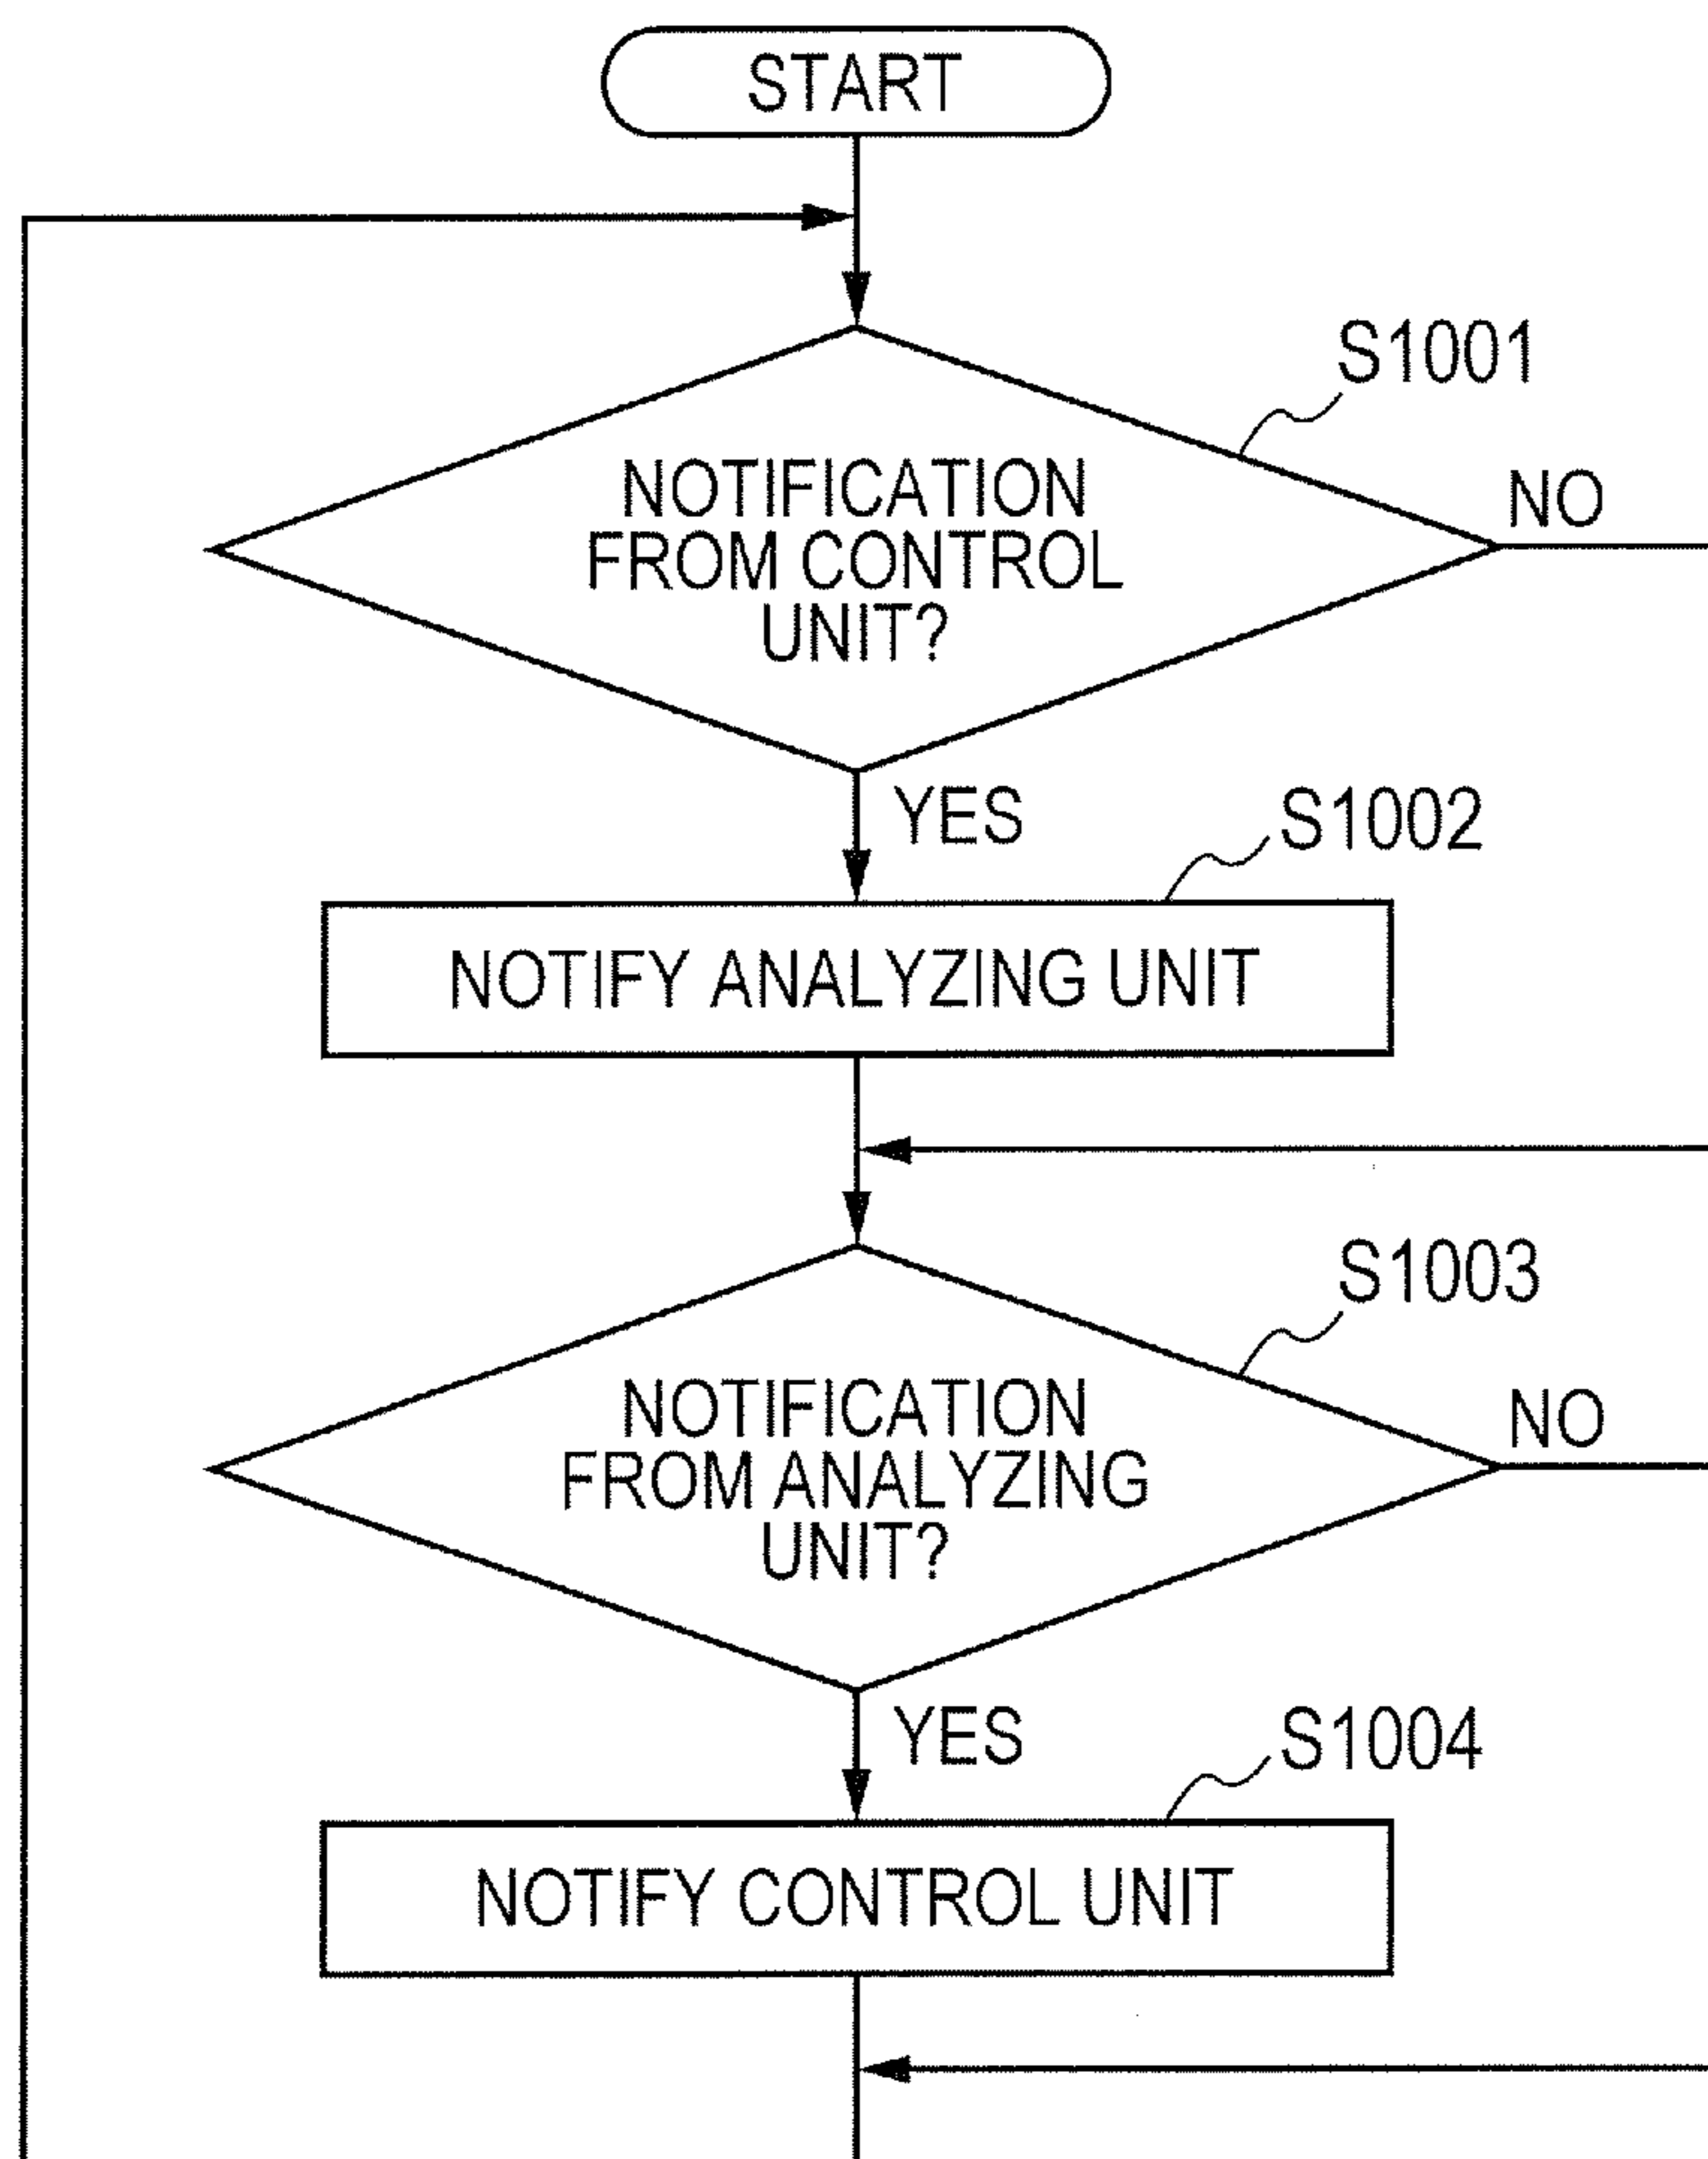 START
S1001
NOTIFICATION
FROM CONTROL
UNIT?
NO
YES
S1002
NOTIFY ANALYZING UNIT
S1003
NOTIFICATION
FROM ANALYZING
UNIT?
NO
YES
S1004
NOTIFY CONTROL UNIT